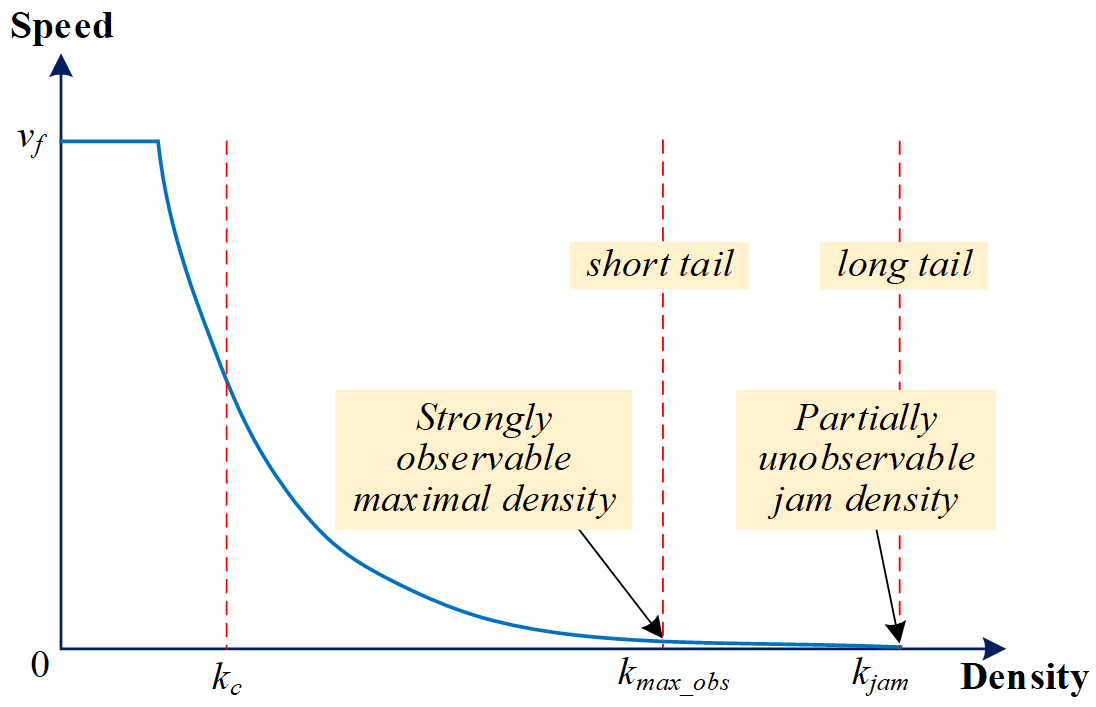 Speed
v_f
short tail
long tail
Strongly
observable
maximal density
Partially
unobservable
jam density
0
k_c
k_max_obs
k_jam
Density